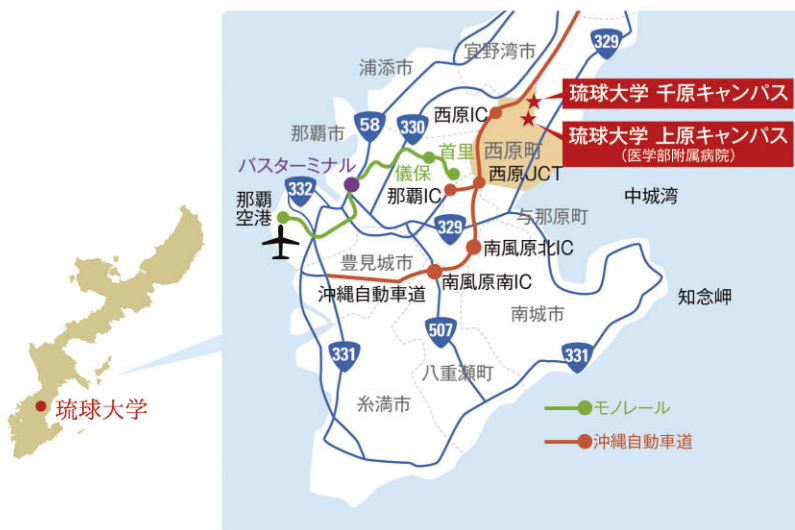 宜野湾市
329
浦添市
琉球大学 千原キャンパス
西原IC
琉球大学 上原キャンパス
(医学部附属病院)
58
330
那覇市
首里
西原町
バスターミナル
儀保
西原JCT
332
那覇IC
中城湾
那覇
空港
与那原町
329
南風原北IC
豊見城市
沖縄自動車道
南風原南IC
知念岬
南城市
507
331
331
八重瀬町
糸満市
琉球大学
モノレール
沖縄自動車道